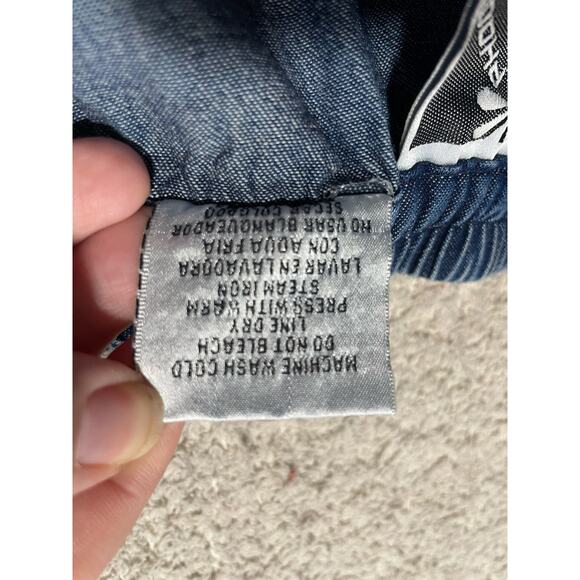 MACHINE WASH COLD
DO NOT BLEACH
LINE DRY
PRESS WITH WARM
STEAM IRON
LAVAR EN LAVADORA
CON AQUA FRIA
NO USAR BLANQUEADOR
SECAR COLGADO